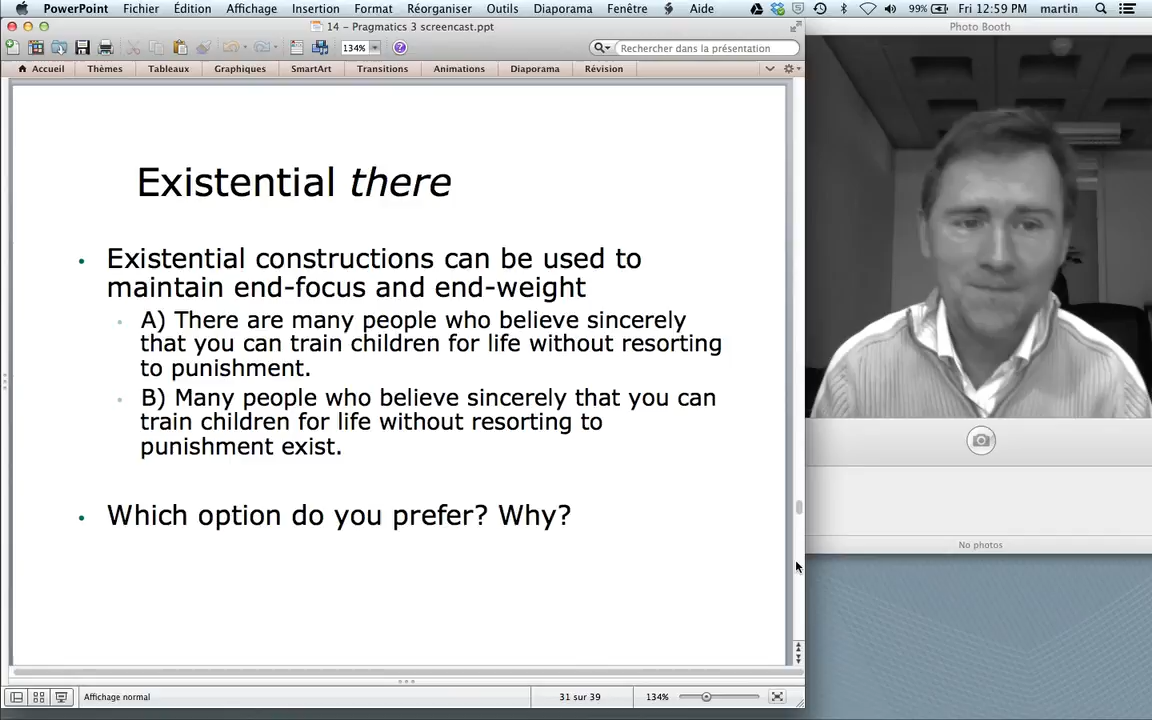 PowerPoint Fichier Édition Affichage Insertion Format Réorganiser Outils Diaporama Fenêtre Aide 99% Fri 12:59 PM martin
14 – Pragmatics 3 screencast.ppt
Photo Booth
134% Rechercher dans la présentation
Accueil Thèmes Tableaux Graphiques SmartArt Transitions Animations Diaporama Révision
Existential there
• Existential constructions can be used to
maintain end-focus and end-weight
• A) There are many people who believe sincerely
that you can train children for life without resorting
to punishment.
• B) Many people who believe sincerely that you can
train children for life without resorting to
punishment exist.
• Which option do you prefer? Why?
No photos
Affichage normal 31 sur 39 134%